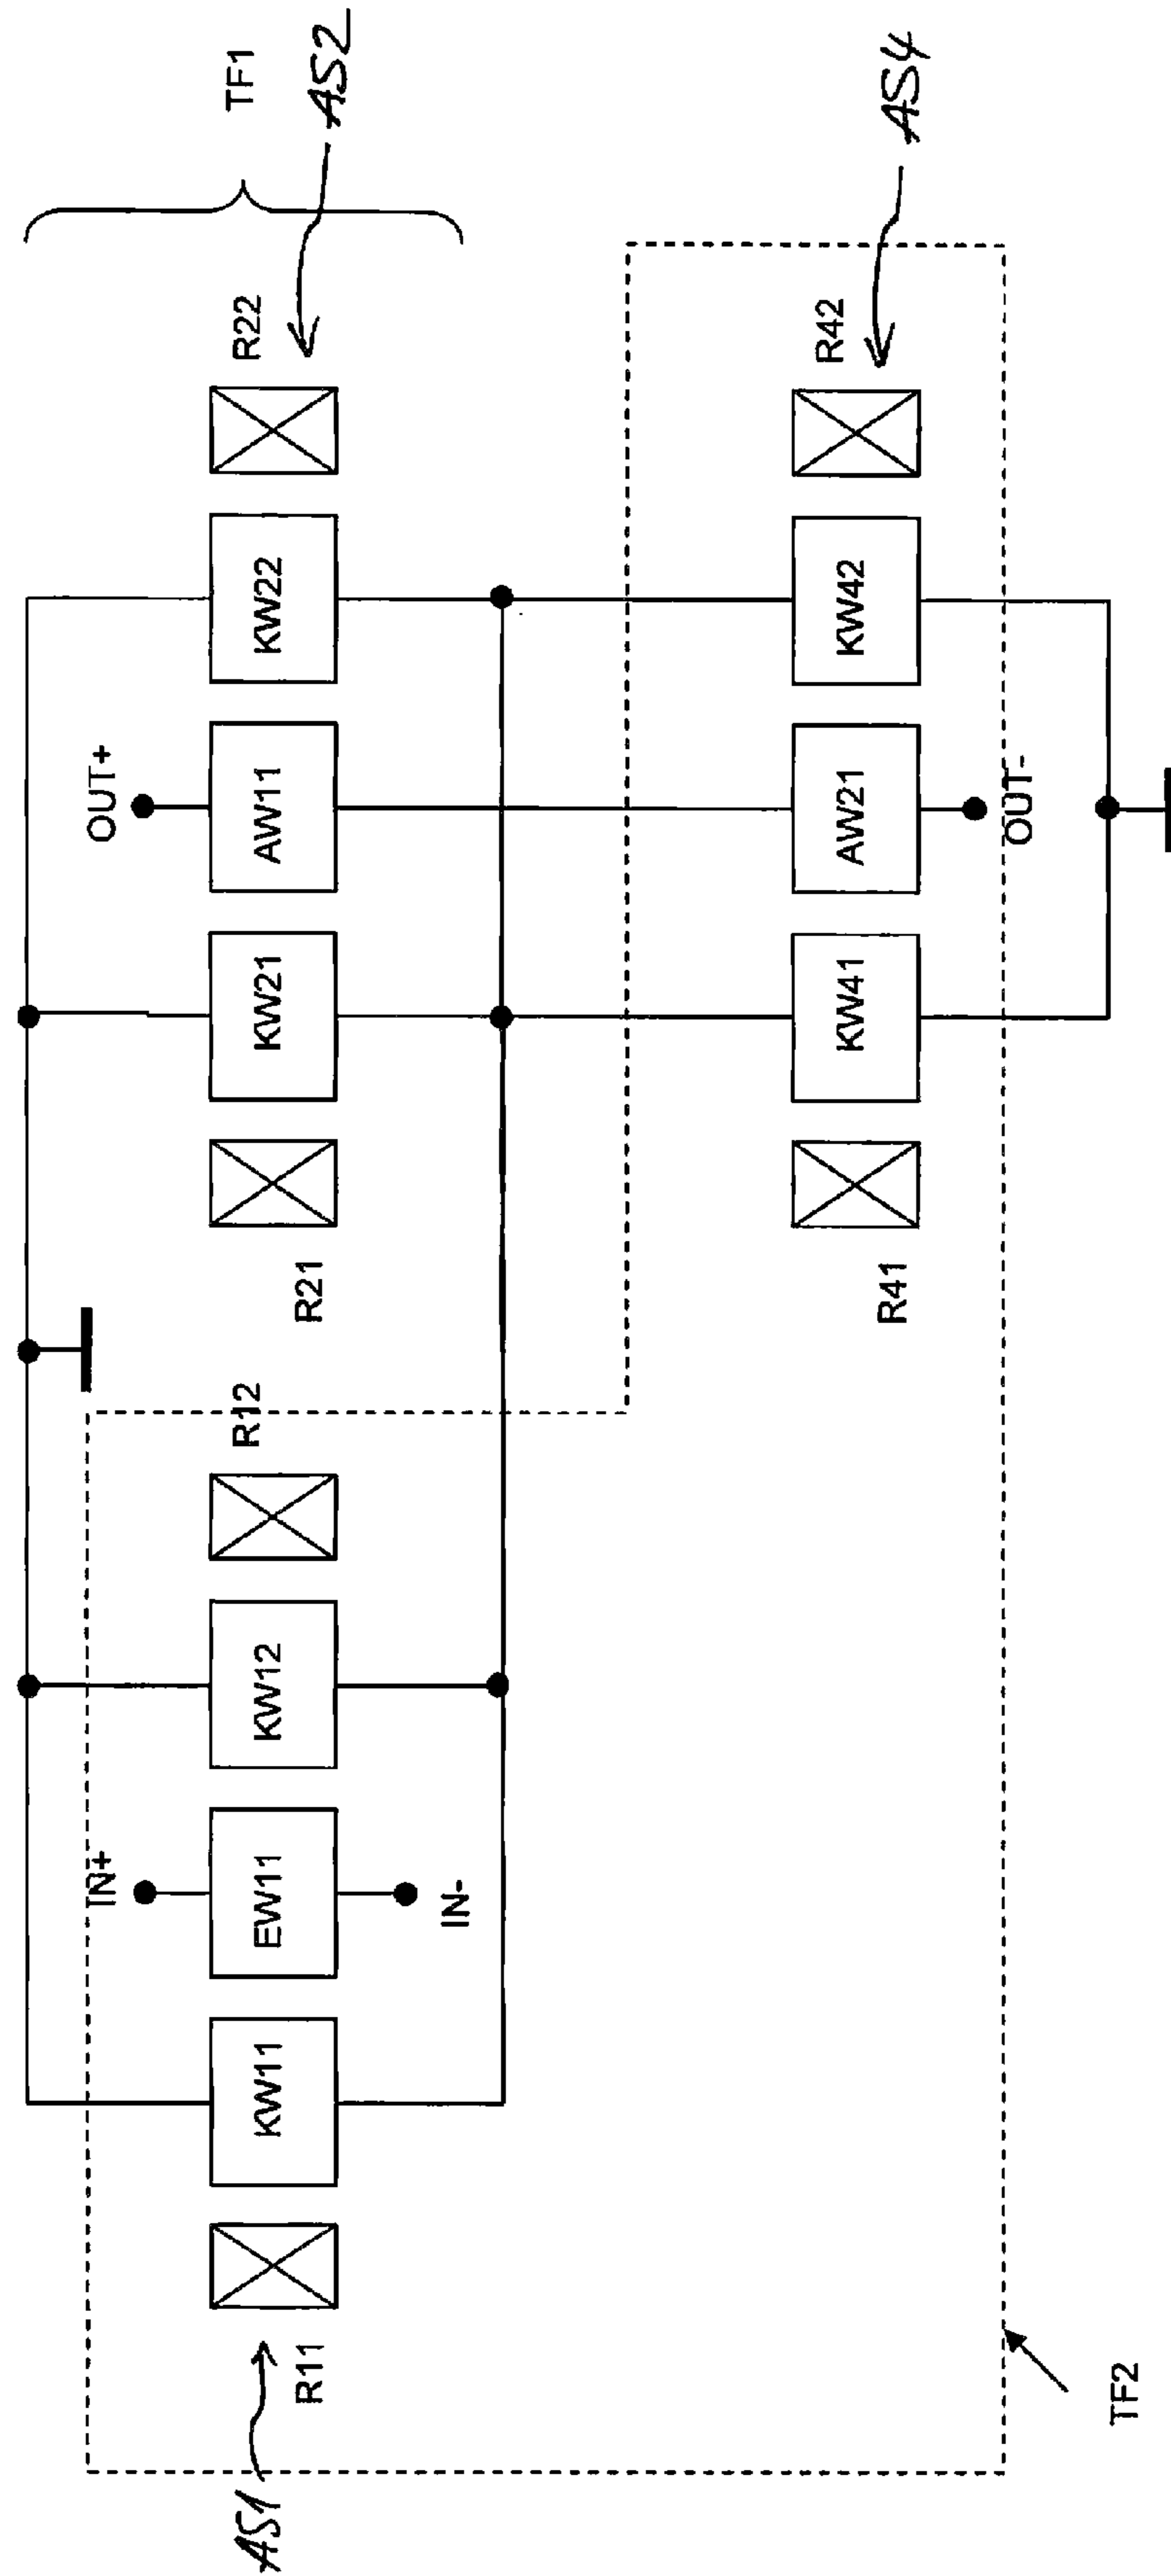 TF1
AS2
AS4
R22
R42
KW22
KW42
OUT+
AW11
AW21
OUT-
KW21
KW41
R21
R41
R12
KW12
IN+
EW11
IN-
KW11
R11
AS1
TF2